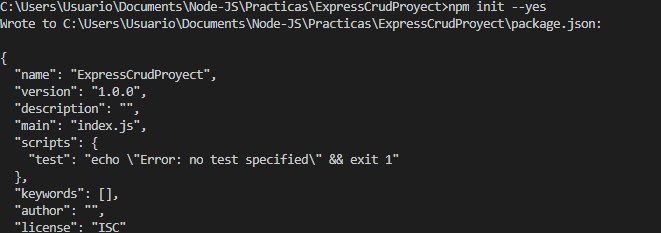 C:\Users\Usuario\Documents\Node-JS\Practicas\ExpressCrudProyect>npm init --yes
Wrote to C:\Users\Usuario\Documents\Node-JS\Practicas\ExpressCrudProyect\package.json:

{
  "name": "ExpressCrudProyect",
  "version": "1.0.0",
  "description": "",
  "main": "index.js",
  "scripts": {
    "test": "echo \"Error: no test specified\" && exit 1"
  },
  "keywords": [],
  "author": "",
  "license": "ISC"